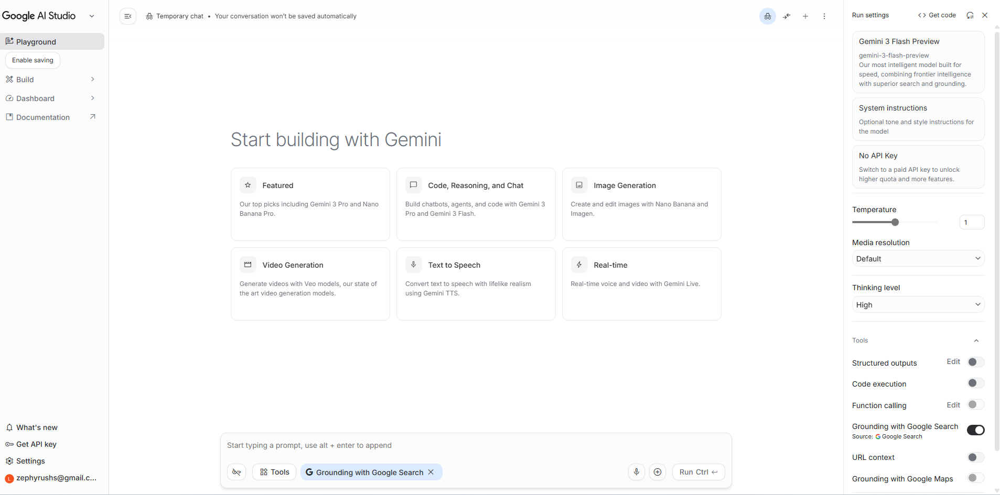 Google AI Studio
Playground
Enable saving
Build
Dashboard
Documentation
What's new
Get API key
Settings
L
zephyrushs@gmail.c...
Temporary chat • Your conversation won't be saved automatically
Start building with Gemini
Featured
Our top picks including Gemini 3 Pro and Nano
Banana Pro.
Code, Reasoning, and Chat
Build chatbots, agents, and code with Gemini 3
Pro and Gemini 3 Flash.
Image Generation
Create and edit images with Nano Banana and
Imagen.
Video Generation
Generate videos with Veo models, our state of
the art video generation models.
Text to Speech
Convert text to speech with lifelike realism
using Gemini TTS.
Real-time
Real-time voice and video with Gemini Live.
Start typing a prompt, use alt + enter to append
Tools
Grounding with Google Search
Run Ctrl ↵
Run settings
Get code
Gemini 3 Flash Preview
gemini-3-flash-preview
Our most intelligent model built for
speed, combining frontier intelligence
with superior search and grounding.
System instructions
Optional tone and style instructions for
the model
No API Key
Switch to a paid API key to unlock
higher quota and more features.
Temperature
1
Media resolution
Default
Thinking level
High
Tools
Structured outputs Edit
Code execution
Function calling Edit
Grounding with Google Search
Source: Google Search
URL context
Grounding with Google Maps